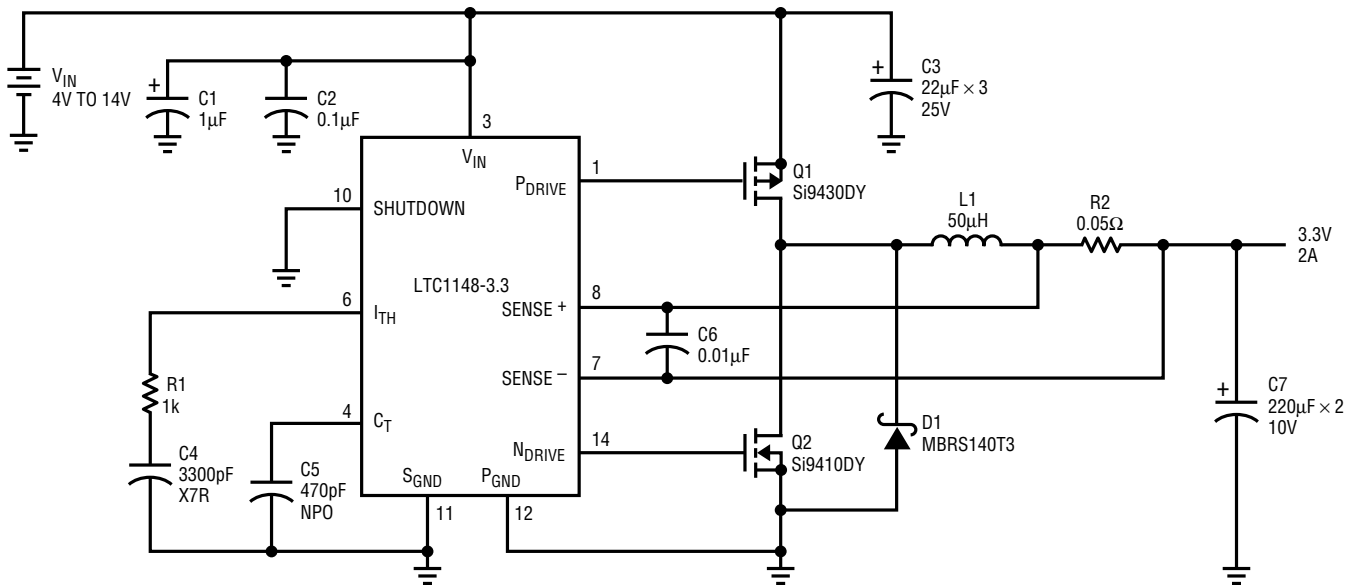 V_IN
4V TO 14V
+
C1
1µF
C2
0.1µF
3
V_IN
+
C3
22µF × 3
25V
P_DRIVE
1
Q1
Si9430DY
10
SHUTDOWN
L1
50µH
R2
0.05Ω
3.3V
2A
LTC1148-3.3
6
I_TH
SENSE +
8
C6
0.01µF
SENSE –
7
R1
1k
4
C_T
+
C7
220µF × 2
10V
D1
MBRS140T3
N_DRIVE
14
Q2
Si9410DY
C4
3300pF
X7R
C5
470pF
NPO
S_GND
P_GND
11
12